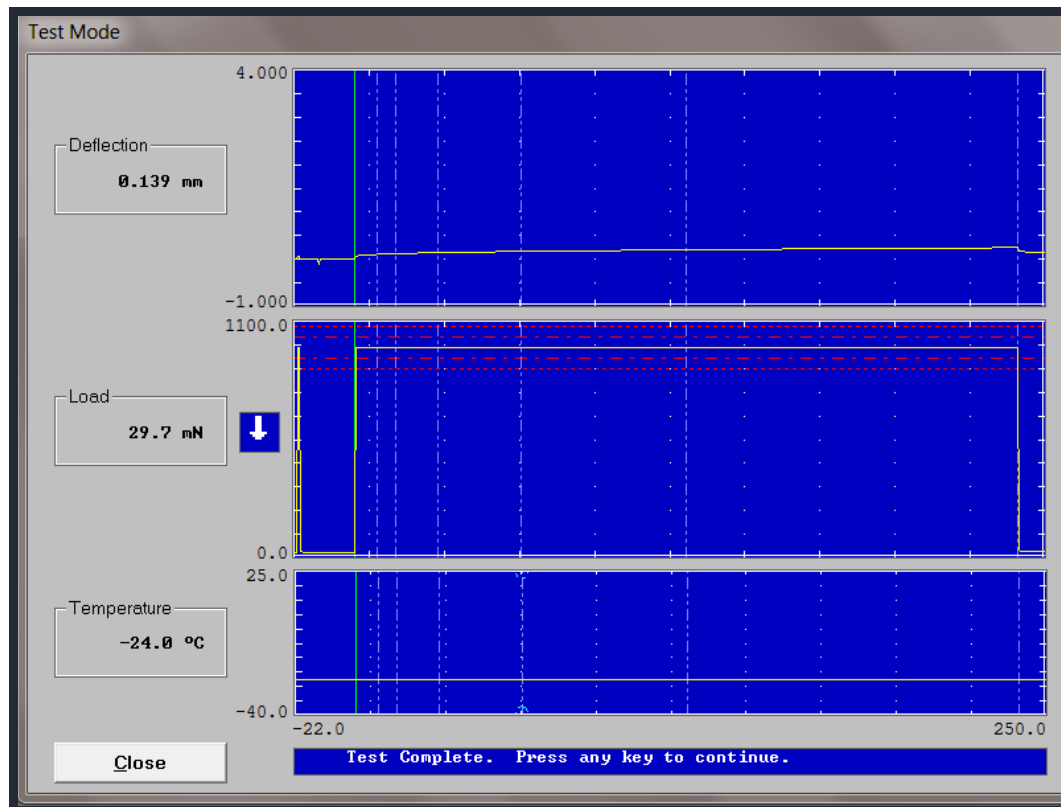 Test Mode
4.000
Deflection
0.139 mm
-1.000
1100.0
Load
29.7 mN
0.0
25.0
Temperature
-24.0 ºC
-40.0
-22.0 250.0
Close
Test Complete. Press any key to continue.